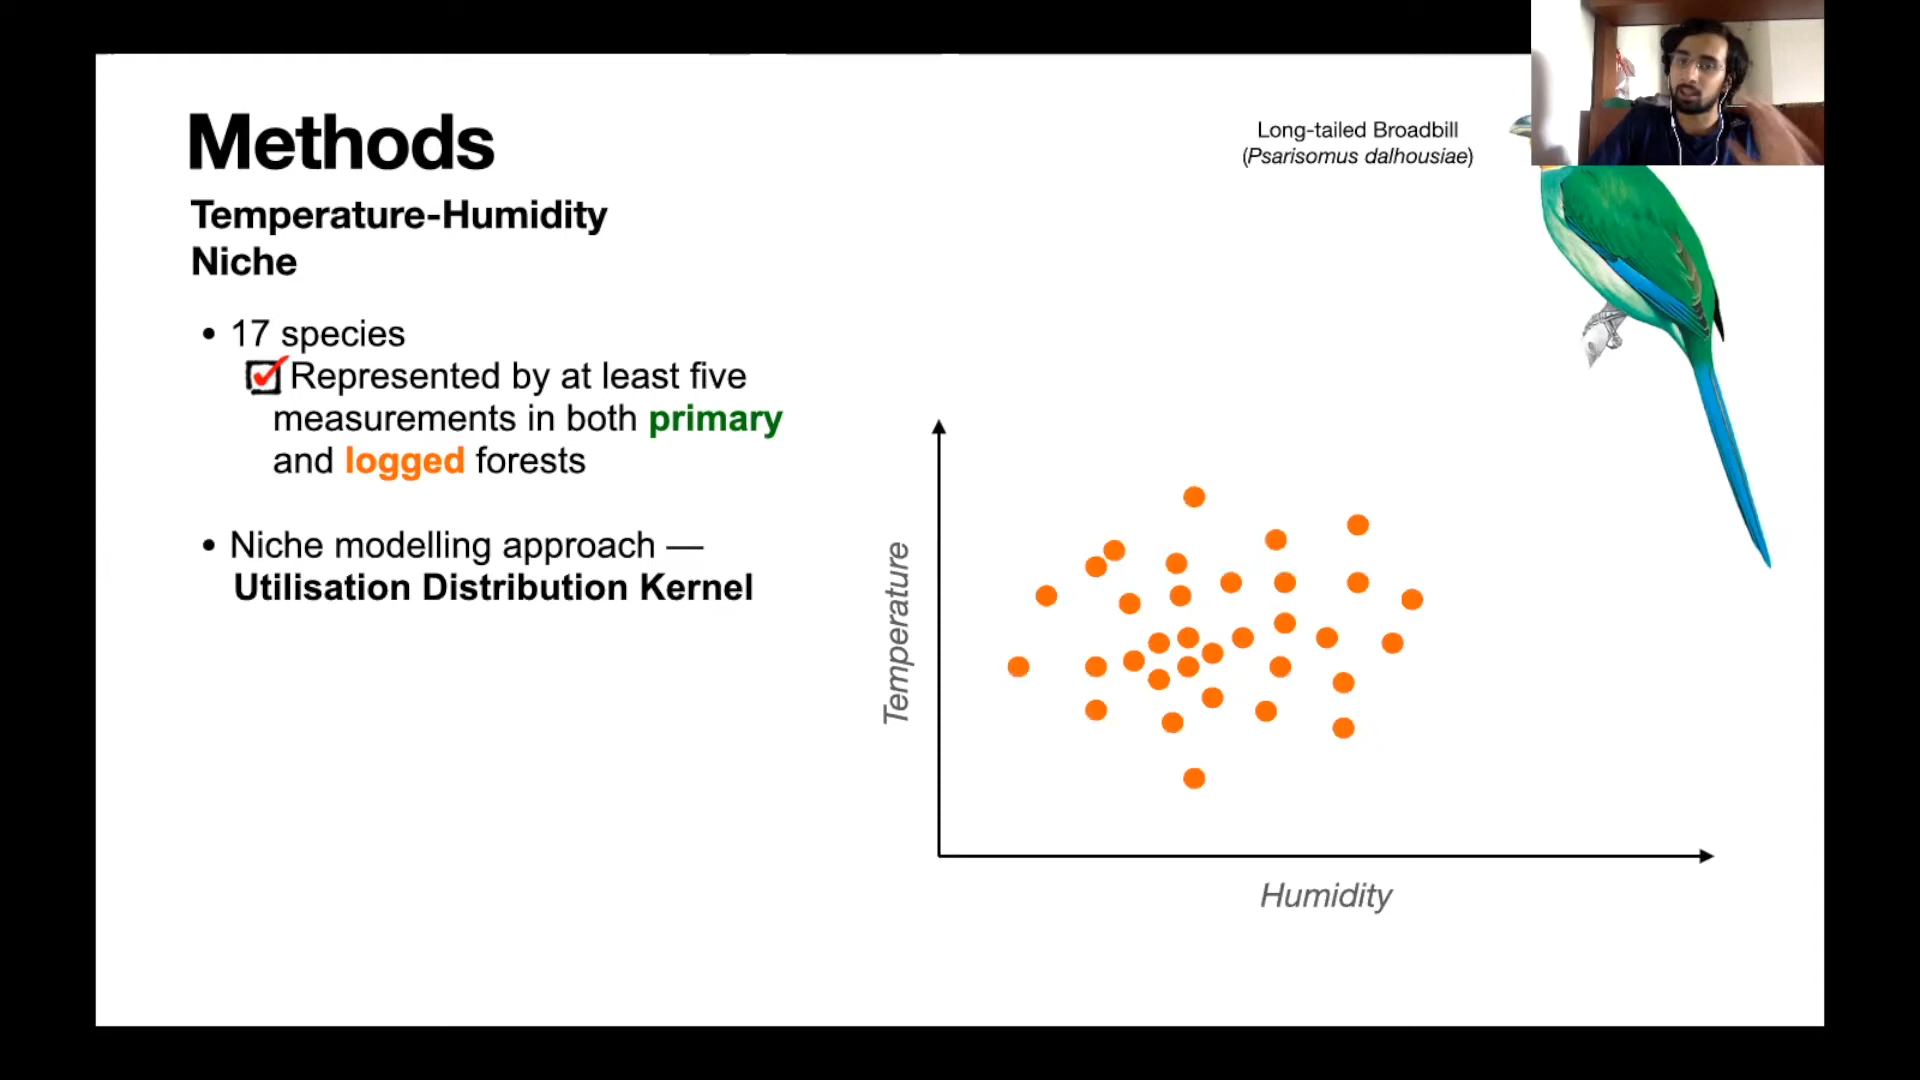 Methods
Long-tailed Broadbill
(Psarisomus dalhousiae)
Temperature-Humidity
Niche
• 17 species
Represented by at least five
measurements in both primary
and logged forests
• Niche modelling approach —
Utilisation Distribution Kernel
Temperature
Humidity